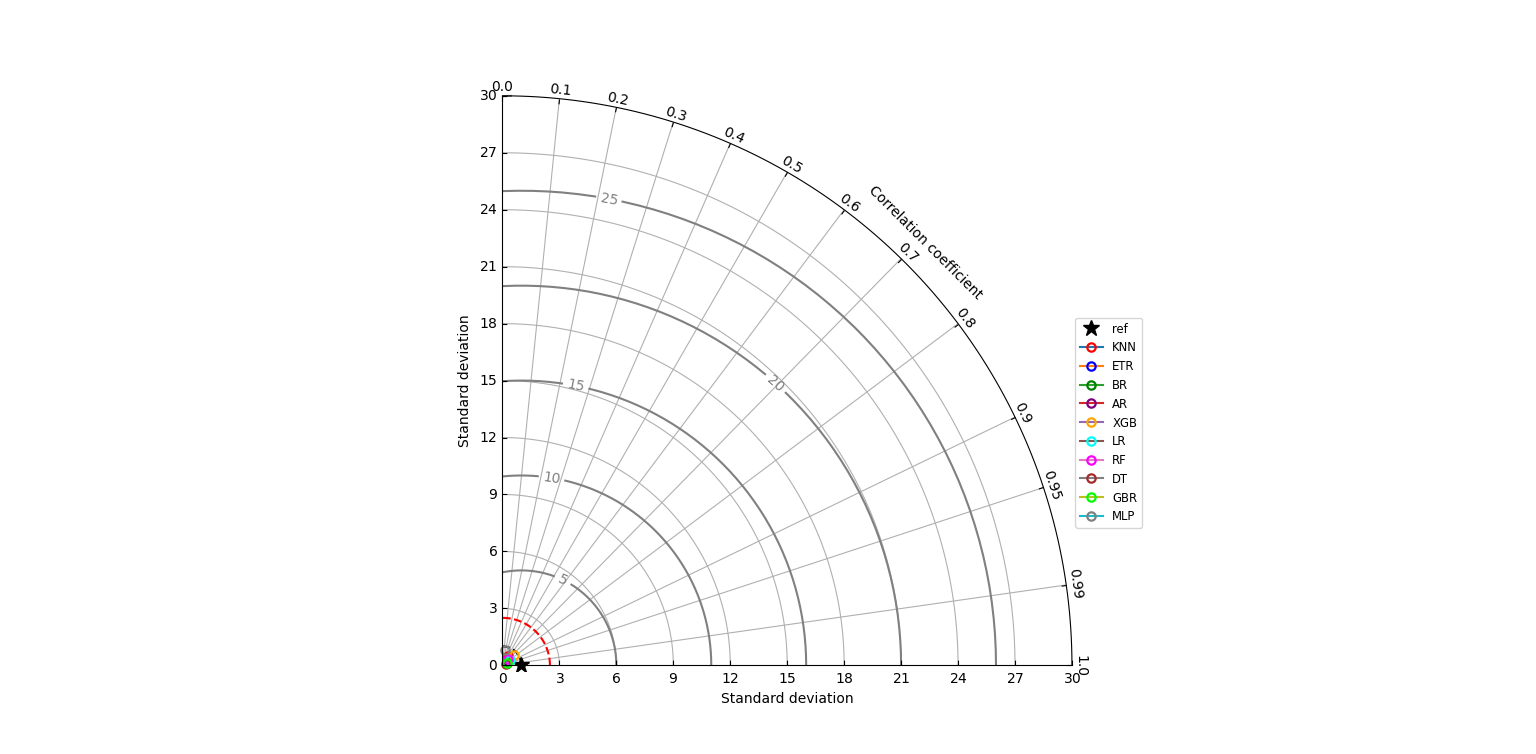 0.0
0.1
0.2
0.3
0.4
0.5
0.6
0.7
0.8
0.9
0.95
0.99
1.0
Correlation coefficient
30
27
24
21
18
15
12
9
6
3
0
Standard deviation
25
20
15
10
5
0
3
6
9
12
15
18
21
24
27
30
Standard deviation
ref
KNN
ETR
BR
AR
XGB
LR
RF
DT
GBR
MLP